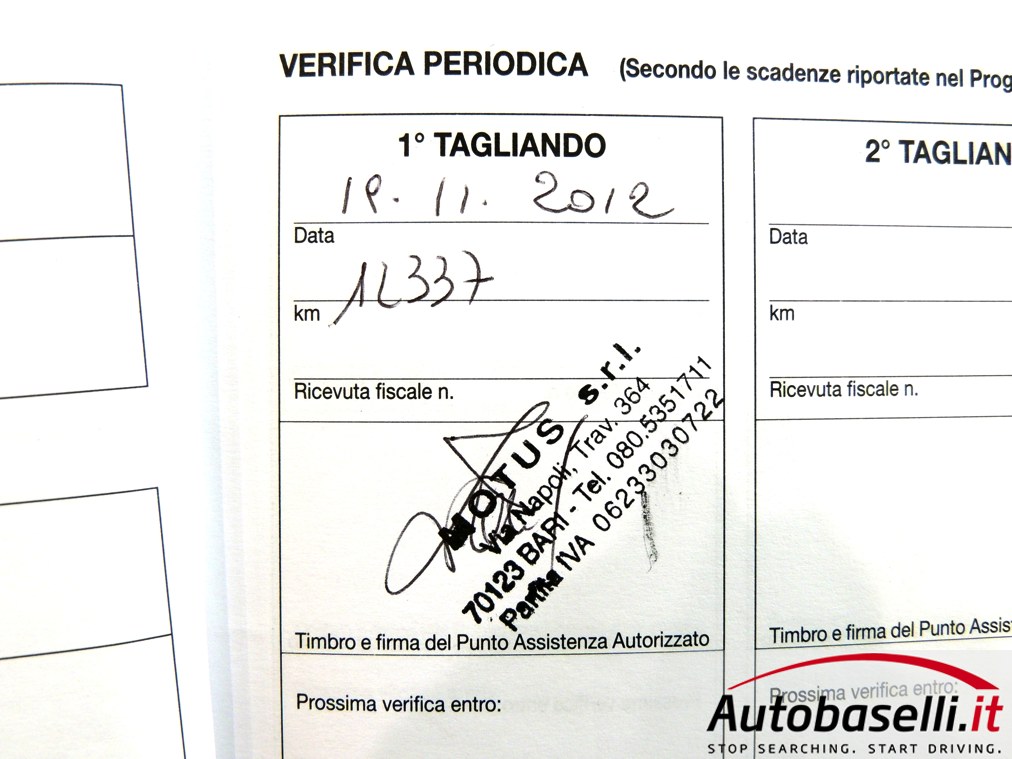 VERIFICA PERIODICA (Secondo le scadenze riportate nel Prog
1° TAGLIANDO
19. 11. 2012
Data
12337
km
Ricevuta fiscale n.
MOTUS s.r.l.
Via Napoli, Trav. 364
70123 BARI - Tel. 080.5351711
Partita IVA 06233030722
Timbro e firma del Punto Assistenza Autorizzato
Prossima verifica entro:
2° TAGLIAN
Data
km
Ricevuta fiscale n.
Timbro e firma del Punto Assis
Prossima verifica entro:
Autobaselli.it
STOP SEARCHING. START DRIVING.